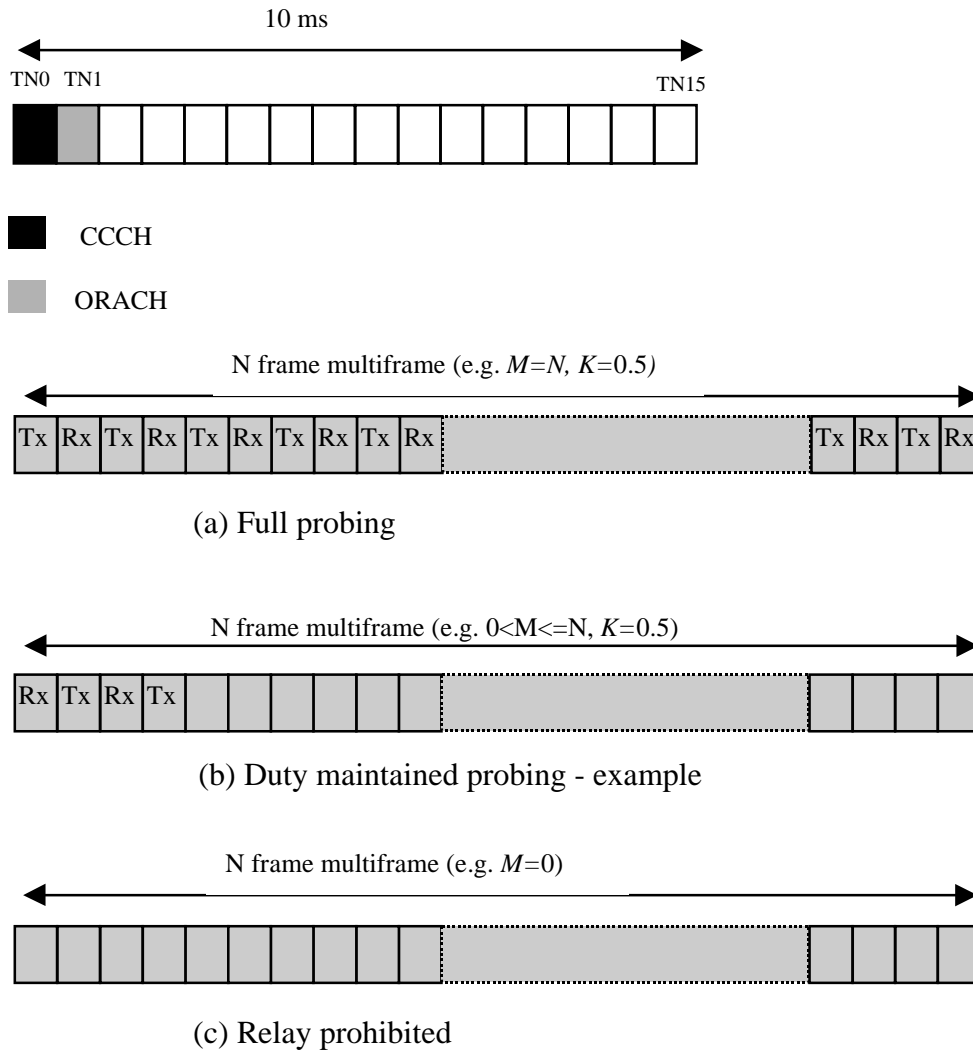 10 ms
TN0 TN1 TN15
CCCH
ORACH
N frame multiframe (e.g. M=N, K=0.5)
Tx Rx Tx Rx Tx Rx Tx Rx Tx Rx Tx Rx Tx Rx
(a) Full probing
N frame multiframe (e.g. 0<M<=N, K=0.5)
Rx Tx Rx Tx
(b) Duty maintained probing - example
N frame multiframe (e.g. M=0)
(c) Relay prohibited